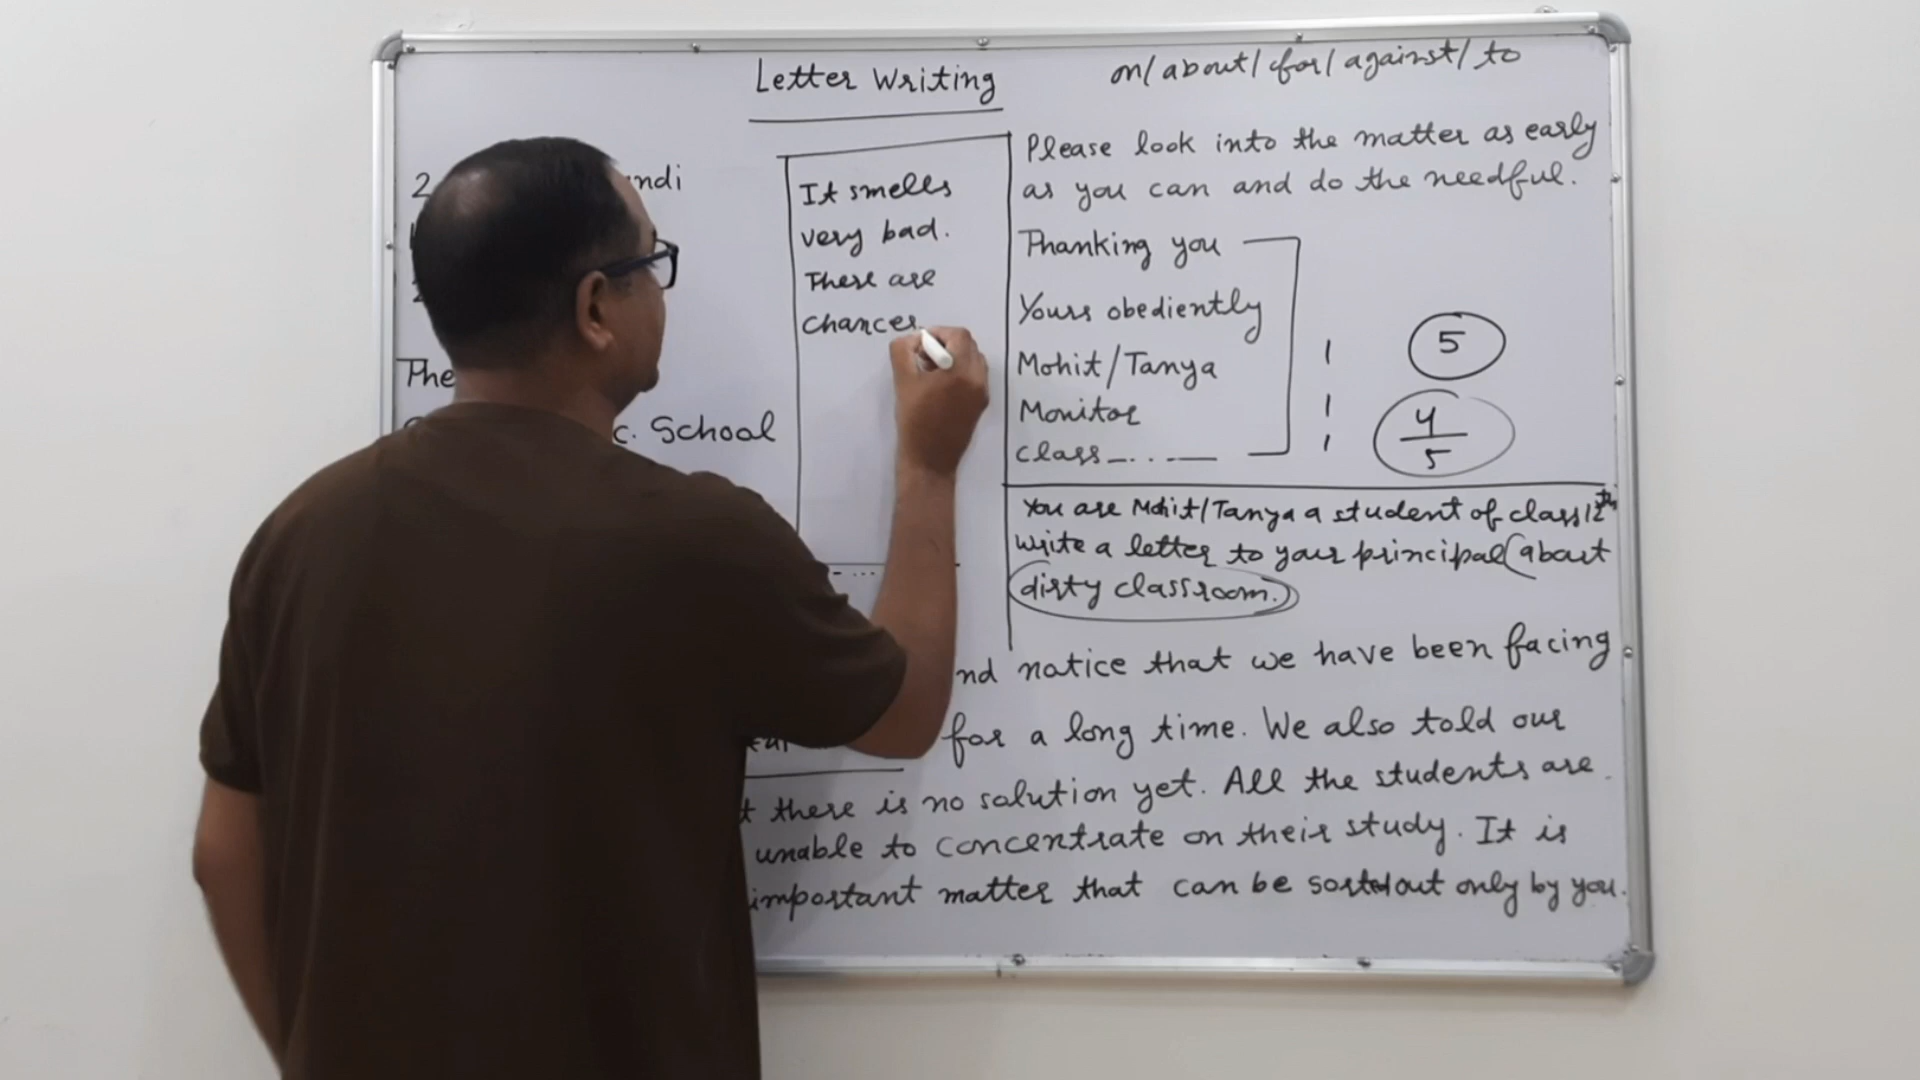 Letter Writing
on/about/for/against/to
2
ndi
The
c. School
It smells
very bad.
There are
chances
Please look into the matter as early
as you can and do the needful.
Thanking you
Yours obediently
Mohit/Tanya
Monitor
class_..._
5
4
5
You are Mohit/Tanya a student of class 12th
write a letter to your principal about
dirty classroom.
nd notice that we have been facing
for a long time. We also told our
t there is no solution yet. All the students are
unable to concentrate on their study. It is
important matter that can be sorted out only by you.